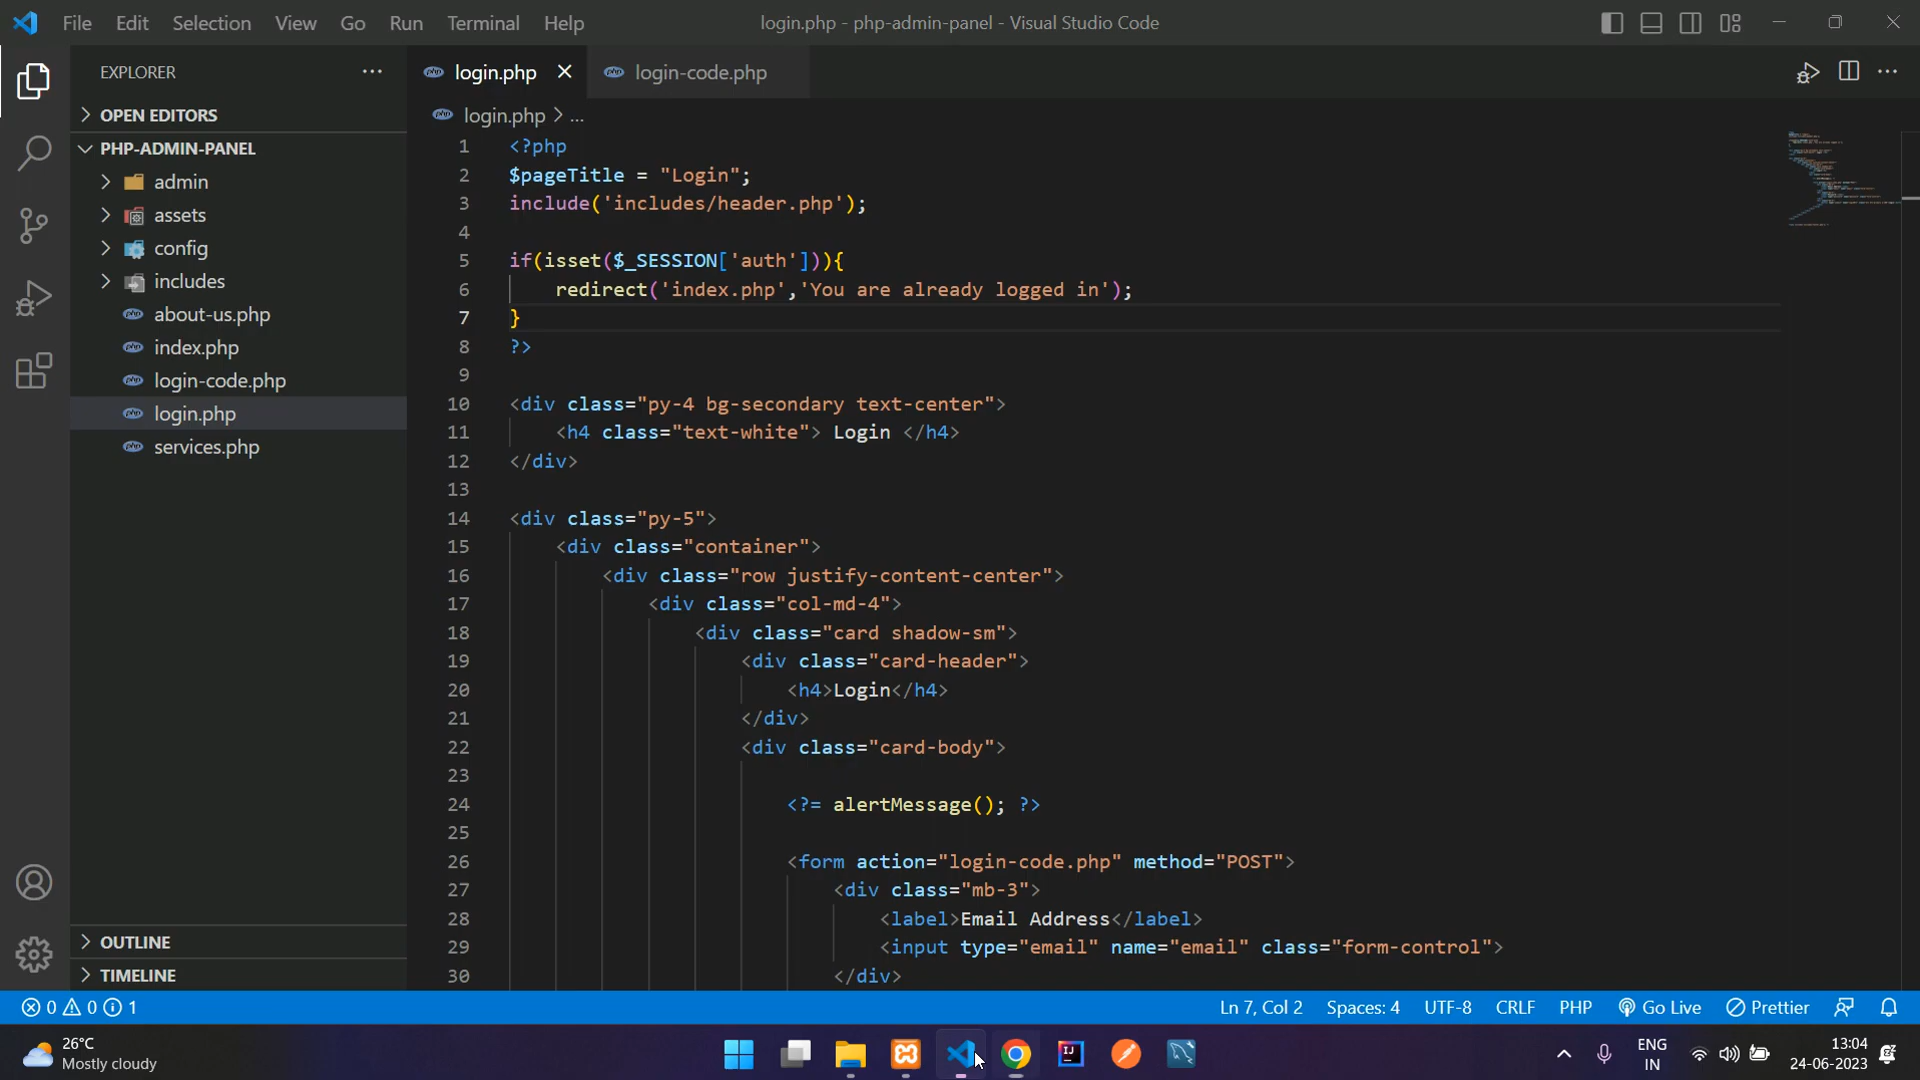 File Edit Selection View Go Run Terminal Help
login.php - php-admin-panel - Visual Studio Code
EXPLORER
OPEN EDITORS
PHP-ADMIN-PANEL
admin
assets
config
includes
about-us.php
index.php
login-code.php
login.php
services.php
OUTLINE
TIMELINE
login.php
login-code.php
login.php > ...
1 <?php
2 $pageTitle = "Login";
3 include('includes/header.php');
4
5 if(isset($_SESSION['auth'])){
6 redirect('index.php','You are already logged in');
7 }
8 ?>
9
10 <div class="py-4 bg-secondary text-center">
11 <h4 class="text-white"> Login </h4>
12 </div>
13
14 <div class="py-5">
15 <div class="container">
16 <div class="row justify-content-center">
17 <div class="col-md-4">
18 <div class="card shadow-sm">
19 <div class="card-header">
20 <h4>Login</h4>
21 </div>
22 <div class="card-body">
23
24 <?= alertMessage(); ?>
25
26 <form action="login-code.php" method="POST">
27 <div class="mb-3">
28 <label>Email Address</label>
29 <input type="email" name="email" class="form-control">
30 </div>
0 0 1
Ln 7, Col 2 Spaces: 4 UTF-8 CRLF PHP Go Live Prettier
26°C
Mostly cloudy
ENG
IN
13:04
24-06-2023